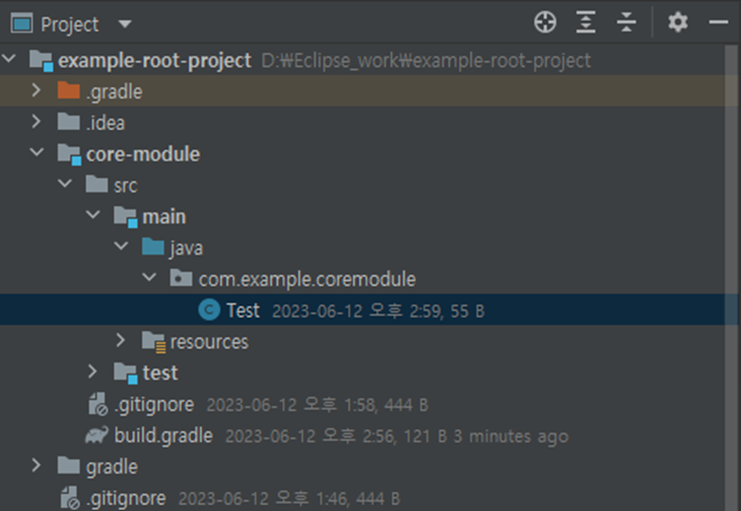 Project
example-root-project D:₩Eclipse_work₩example-root-project
.gradle
.idea
core-module
src
main
java
com.example.coremodule
C Test 2023-06-12 오후 2:59, 55 B
resources
test
.gitignore 2023-06-12 오후 1:58, 444 B
build.gradle 2023-06-12 오후 2:56, 121 B 3 minutes ago
gradle
.gitignore 2023-06-12 오후 1:46, 444 B